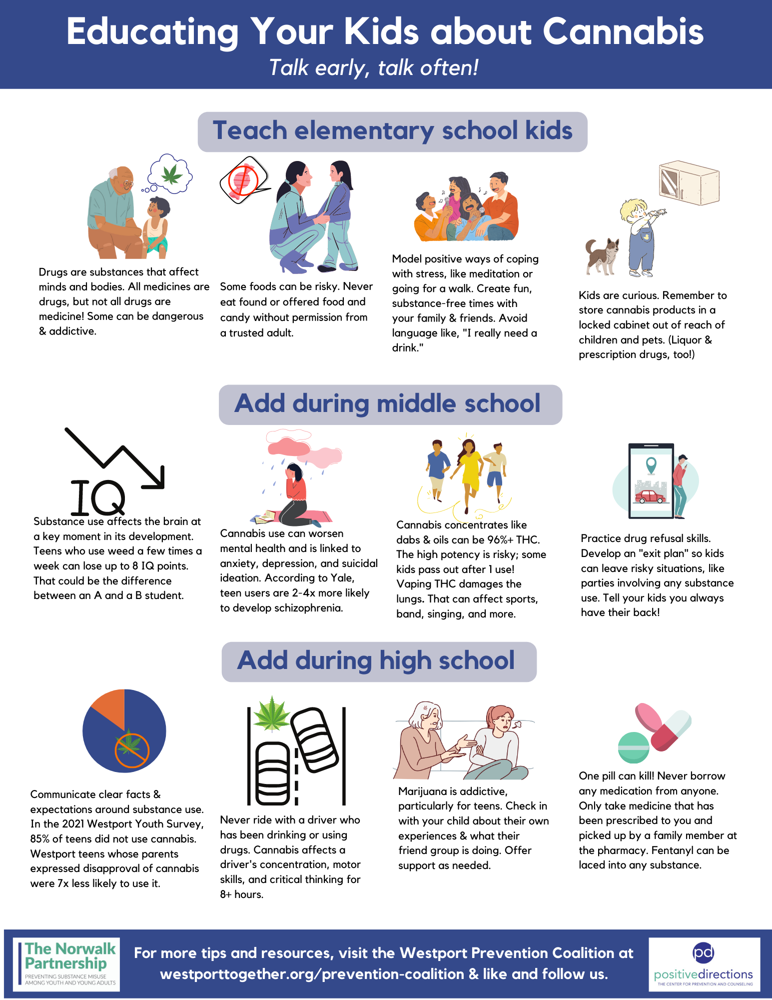 Educating Your Kids about Cannabis
Talk early, talk often!
Teach elementary school kids
Drugs are substances that affect
minds and bodies. All medicines are
drugs, but not all drugs are
medicine! Some can be dangerous
& addictive.
Some foods can be risky. Never
eat found or offered food and
candy without permission from
a trusted adult.
Model positive ways of coping
with stress, like meditation or
going for a walk. Create fun,
substance-free times with
your family & friends. Avoid
language like, "I really need a
drink."
Kids are curious. Remember to
store cannabis products in a
locked cabinet out of reach of
children and pets. (Liquor &
prescription drugs, too!)
Add during middle school
IQ
Substance use affects the brain at
a key moment in its development.
Teens who use weed a few times a
week can lose up to 8 IQ points.
That could be the difference
between an A and a B student.
Cannabis use can worsen
mental health and is linked to
anxiety, depression, and suicidal
ideation. According to Yale,
teen users are 2-4x more likely
to develop schizophrenia.
Cannabis concentrates like
dabs & oils can be 96%+ THC.
The high potency is risky; some
kids pass out after 1 use!
Vaping THC damages the
lungs. That can affect sports,
band, singing, and more.
Practice drug refusal skills.
Develop an "exit plan" so kids
can leave risky situations, like
parties involving any substance
use. Tell your kids you always
have their back!
Add during high school
Communicate clear facts &
expectations around substance use.
In the 2021 Westport Youth Survey,
85% of teens did not use cannabis.
Westport teens whose parents
expressed disapproval of cannabis
were 7x less likely to use it.
Never ride with a driver who
has been drinking or using
drugs. Cannabis affects a
driver's concentration, motor
skills, and critical thinking for
8+ hours.
Marijuana is addictive,
particularly for teens. Check in
with your child about their own
experiences & what their
friend group is doing. Offer
support as needed.
One pill can kill! Never borrow
any medication from anyone.
Only take medicine that has
been prescribed to you and
picked up by a family member at
the pharmacy. Fentanyl can be
laced into any substance.
The Norwalk
Partnership
PREVENTING SUBSTANCE MISUSE
AMONG YOUTH AND YOUNG ADULTS
For more tips and resources, visit the Westport Prevention Coalition at
westporttogether.org/prevention-coalition & like and follow us.
pd
positivedirections
THE CENTER FOR PREVENTION AND COUNSELING